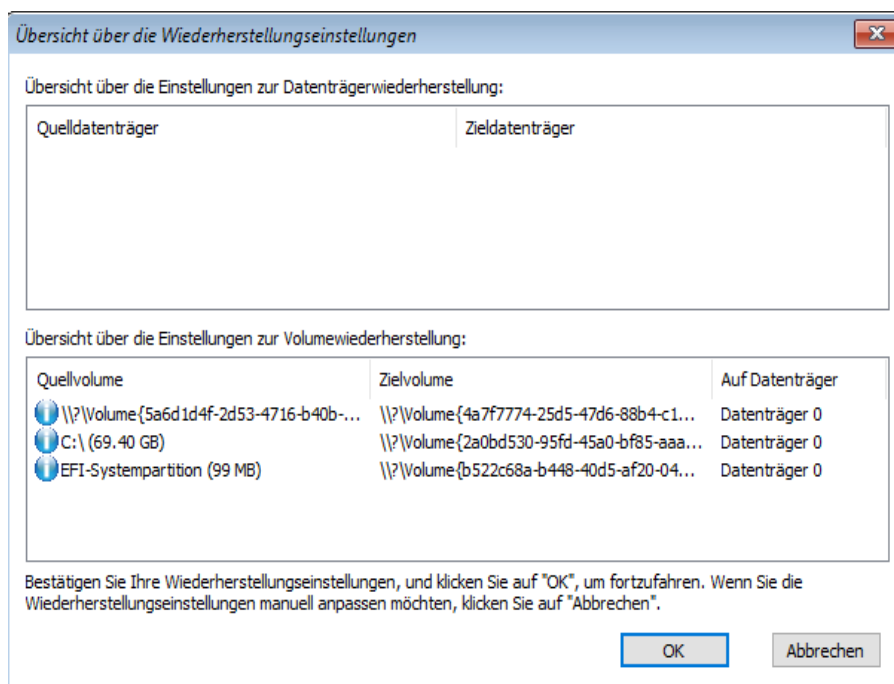 Übersicht über die Wiederherstellungseinstellungen
Übersicht über die Einstellungen zur Datenträgerwiederherstellung:
Quelldatenträger Zieldatenträger
Übersicht über die Einstellungen zur Volumewiederherstellung:
Quellvolume Zielvolume Auf Datenträger
\\?\Volume{5a6d1d4f-2d53-4716-b40b-... \\?\Volume{4a7f7774-25d5-47d6-88b4-c1... Datenträger 0
C:\ (69.40 GB) \\?\Volume{2a0bd530-95fd-45a0-bf85-aaa... Datenträger 0
EFI-Systempartition (99 MB) \\?\Volume{b522c68a-b448-40d5-af20-04... Datenträger 0
Bestätigen Sie Ihre Wiederherstellungseinstellungen, und klicken Sie auf "OK", um fortzufahren. Wenn Sie die
Wiederherstellungseinstellungen manuell anpassen möchten, klicken Sie auf "Abbrechen".
OK Abbrechen